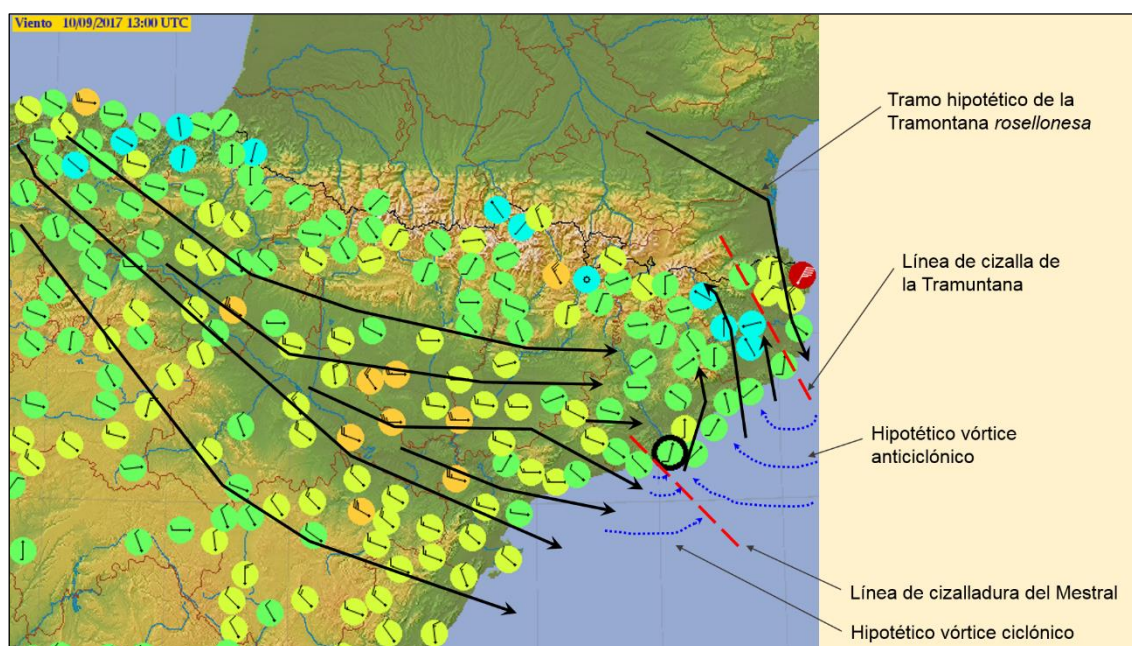 Viento 10/09/2017 13:00 UTC
Tramo hipotético de la
Tramontana rosellonesa
Línea de cizalla de
la Tramuntana
Hipotético vórtice
anticiclónico
Línea de cizalladura del Mestral
Hipotético vórtice ciclónico